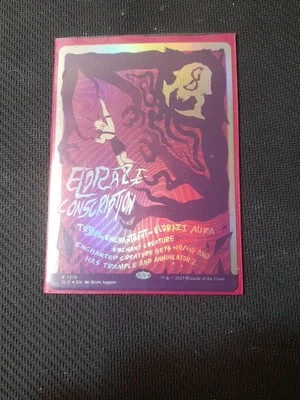 ELDRAZI
CONSCRIPTION
TRIBAL ENCHANTMENT – ELDRAZI AURA
ENCHANT CREATURE
ENCHANTED CREATURE GETS +10/+10 AND
HAS TRAMPLE AND ANNIHILATOR 2
EN
™ & © 2023 Wizards of the Coast